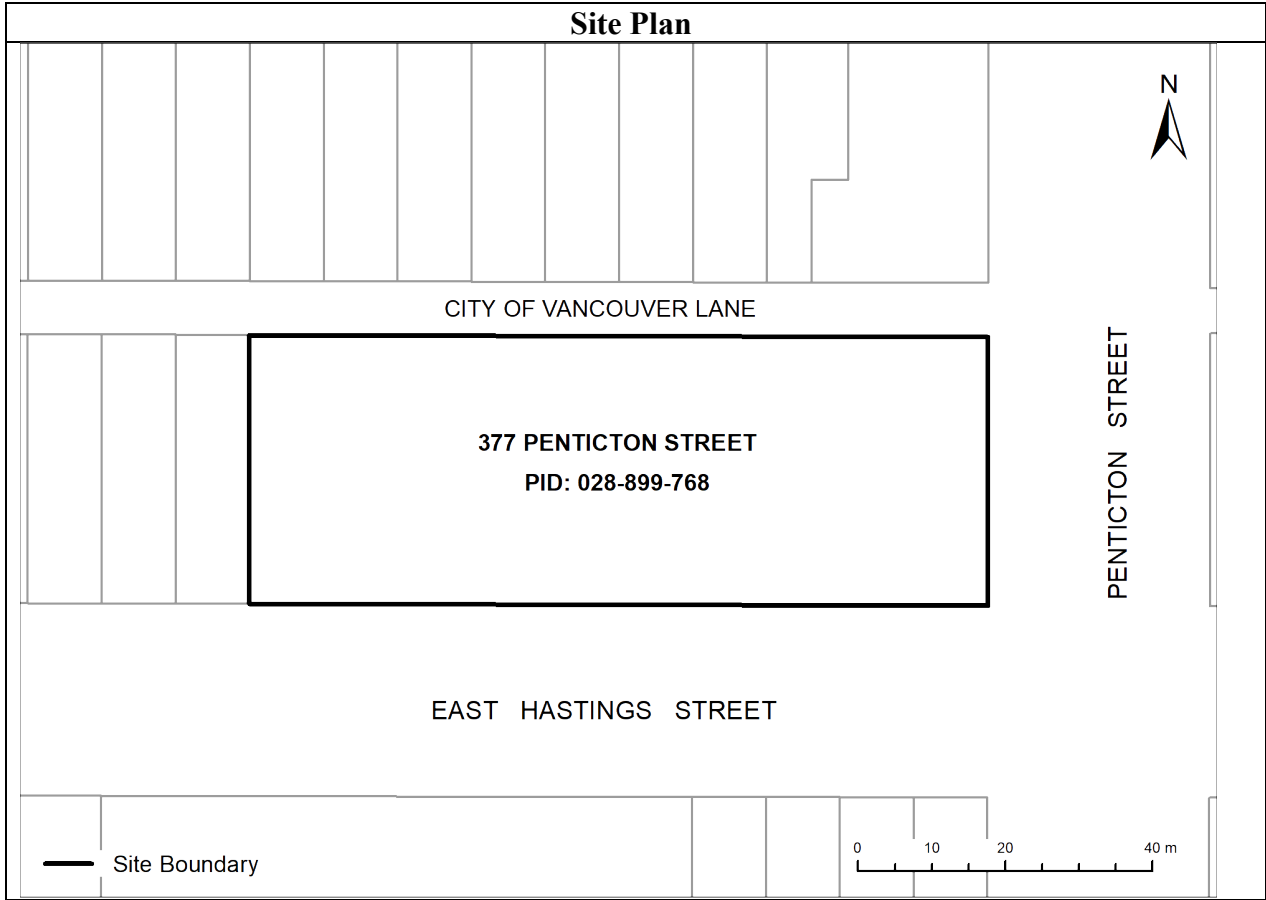 Site Plan
N
CITY OF VANCOUVER LANE
377 PENTICTON STREET
PID: 028-899-768
PENTICTON STREET
EAST HASTINGS STREET
0 10 20 40 m
Site Boundary